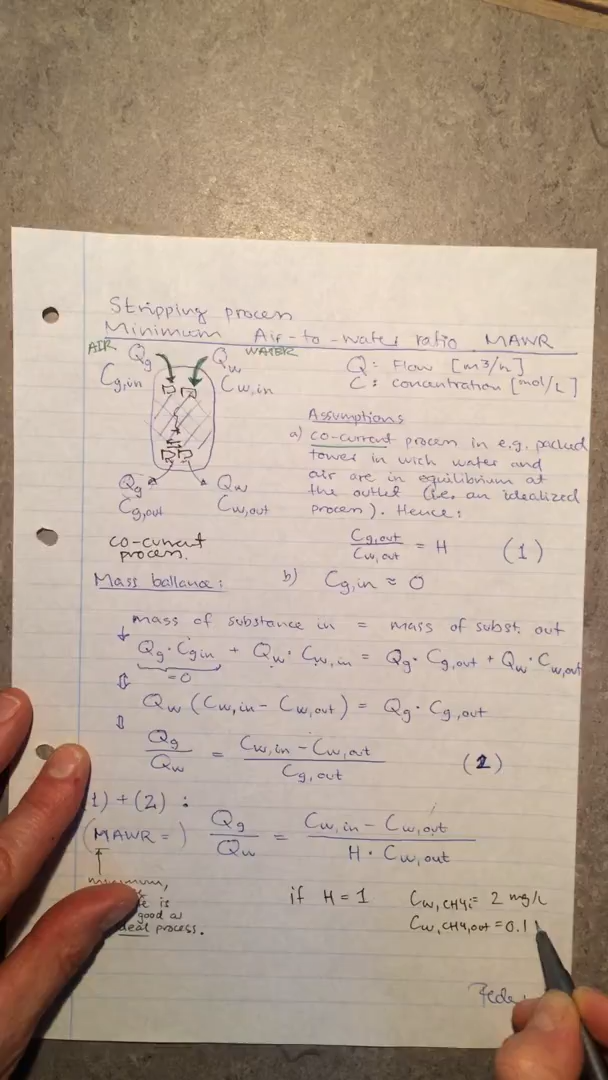 Stripping process
Minimum Air-to-water ratio MAWR
AIR Qg Qw WATER
Cg,in Cw,in
Q: Flow [m3/h]
C: concentration [mol/L]
Assumptions
a) co-current process in e.g. packed
tower in wich water and
air are in equilibrium at
the outlet (i.e. an idealized
process). Hence:
Qg Qw
Cg,out Cw,out
co-current
process.
Cg,out / Cw,out = H (1)
b) Cg,in ≈ 0
Mass ballance:
mass of substance in = mass of subst. out
Qg · Cgin + Qw · Cw,in = Qg · Cg,out + Qw · Cw,out
= 0
⇕ Qw (Cw,in - Cw,out) = Qg · Cg,out
⇕ Qg / Qw = (Cw,in - Cw,out) / Cg,out (2)
1) + (2) :
(MAWR = ) Qg / Qw = (Cw,in - Cw,out) / (H · Cw,out)
minimum,
good as
ideal process.
if H = 1 Cw,CH4i = 2 mg/L
Cw,CH4,out = 0.1